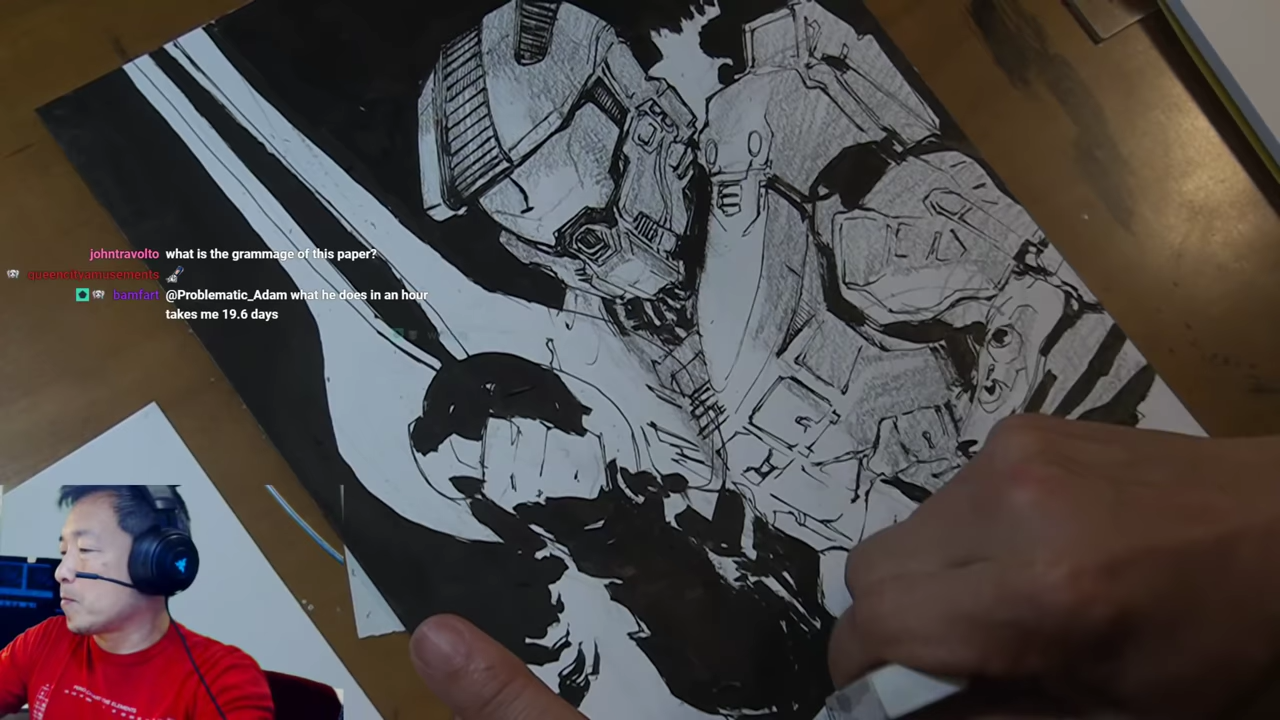 johntravolto what is the grammage of this paper?
queencityamusements
bamfart @Problematic_Adam what he does in an hour
takes me 19.6 days